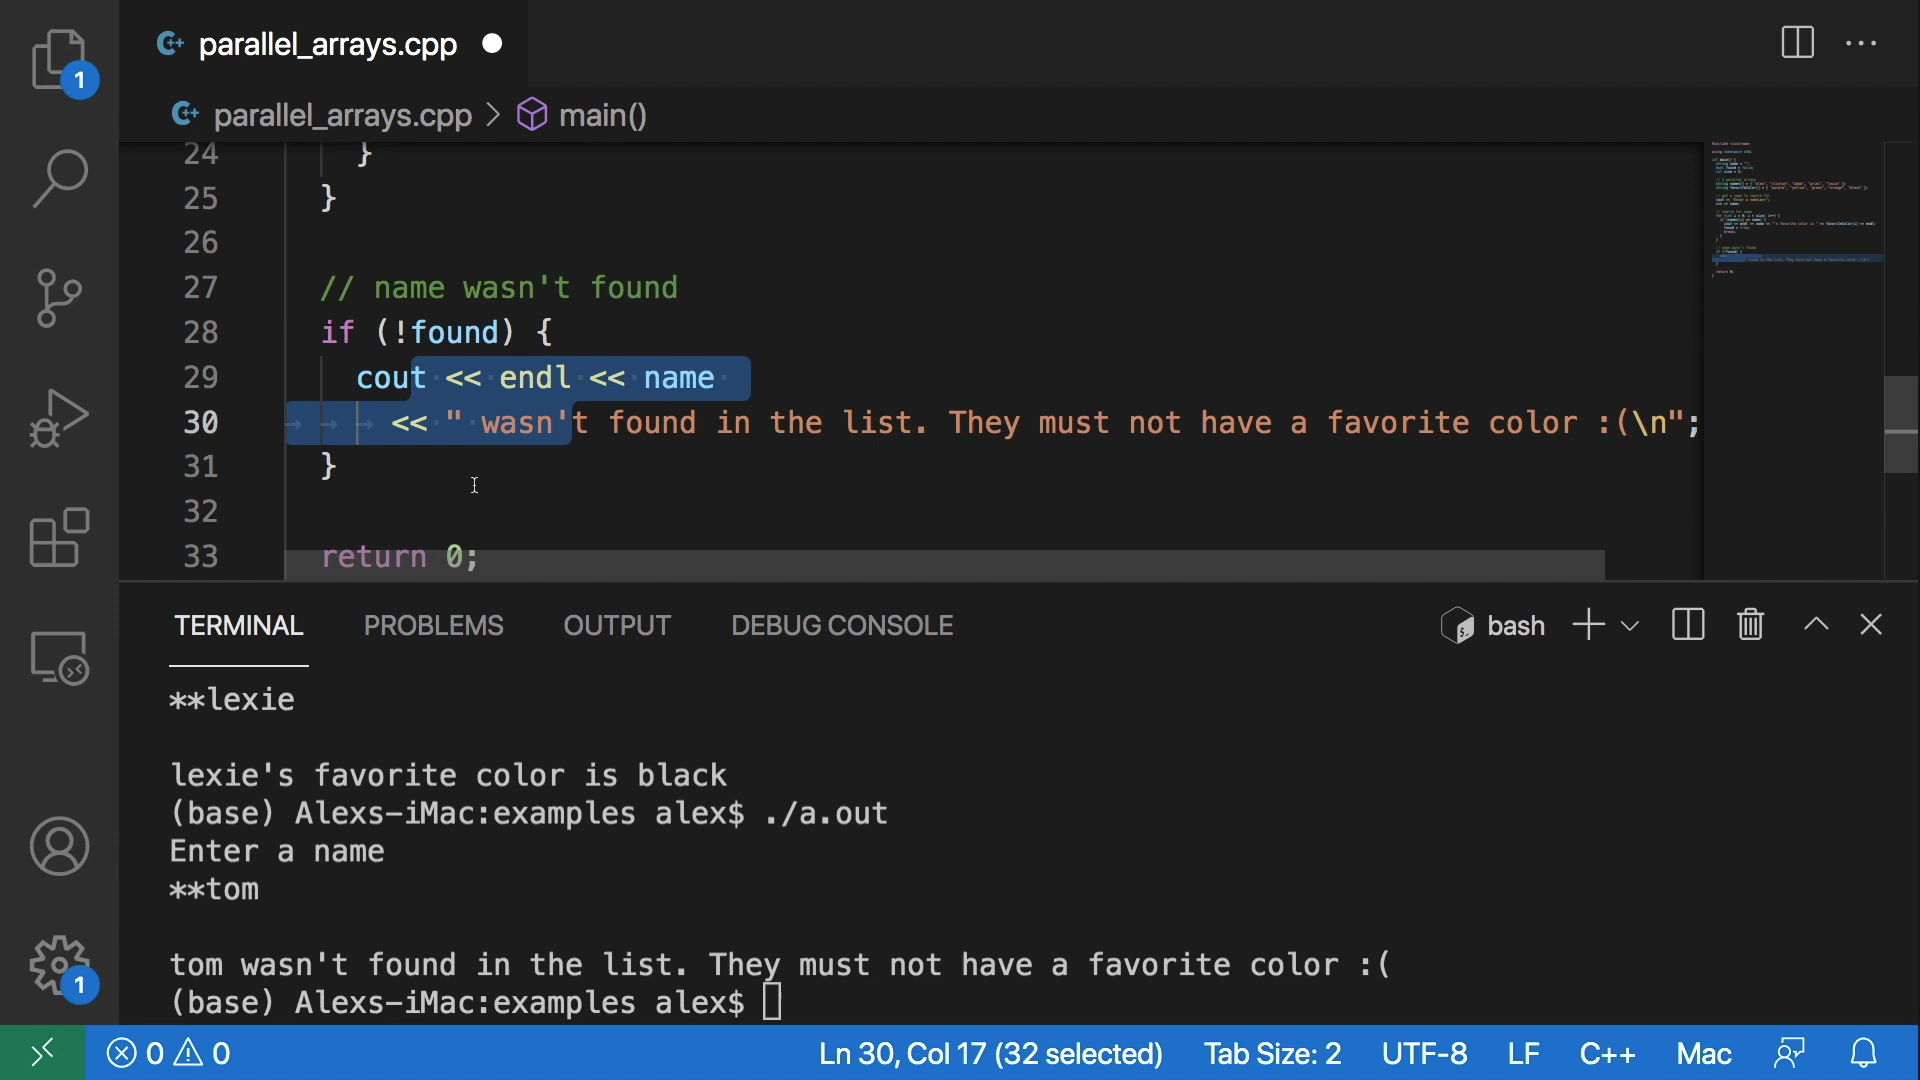 parallel_arrays.cpp
parallel_arrays.cpp > main()
24 }
25 }
26
27 // name wasn't found
28 if (!found) {
29 cout << endl << name
30 << " wasn't found in the list. They must not have a favorite color :(\n";
31 }
32
33 return 0;
TERMINAL PROBLEMS OUTPUT DEBUG CONSOLE bash
**lexie
lexie's favorite color is black
(base) Alexs-iMac:examples alex$ ./a.out
Enter a name
**tom
tom wasn't found in the list. They must not have a favorite color :(
(base) Alexs-iMac:examples alex$
1
1
0 0 Ln 30, Col 17 (32 selected) Tab Size: 2 UTF-8 LF C++ Mac